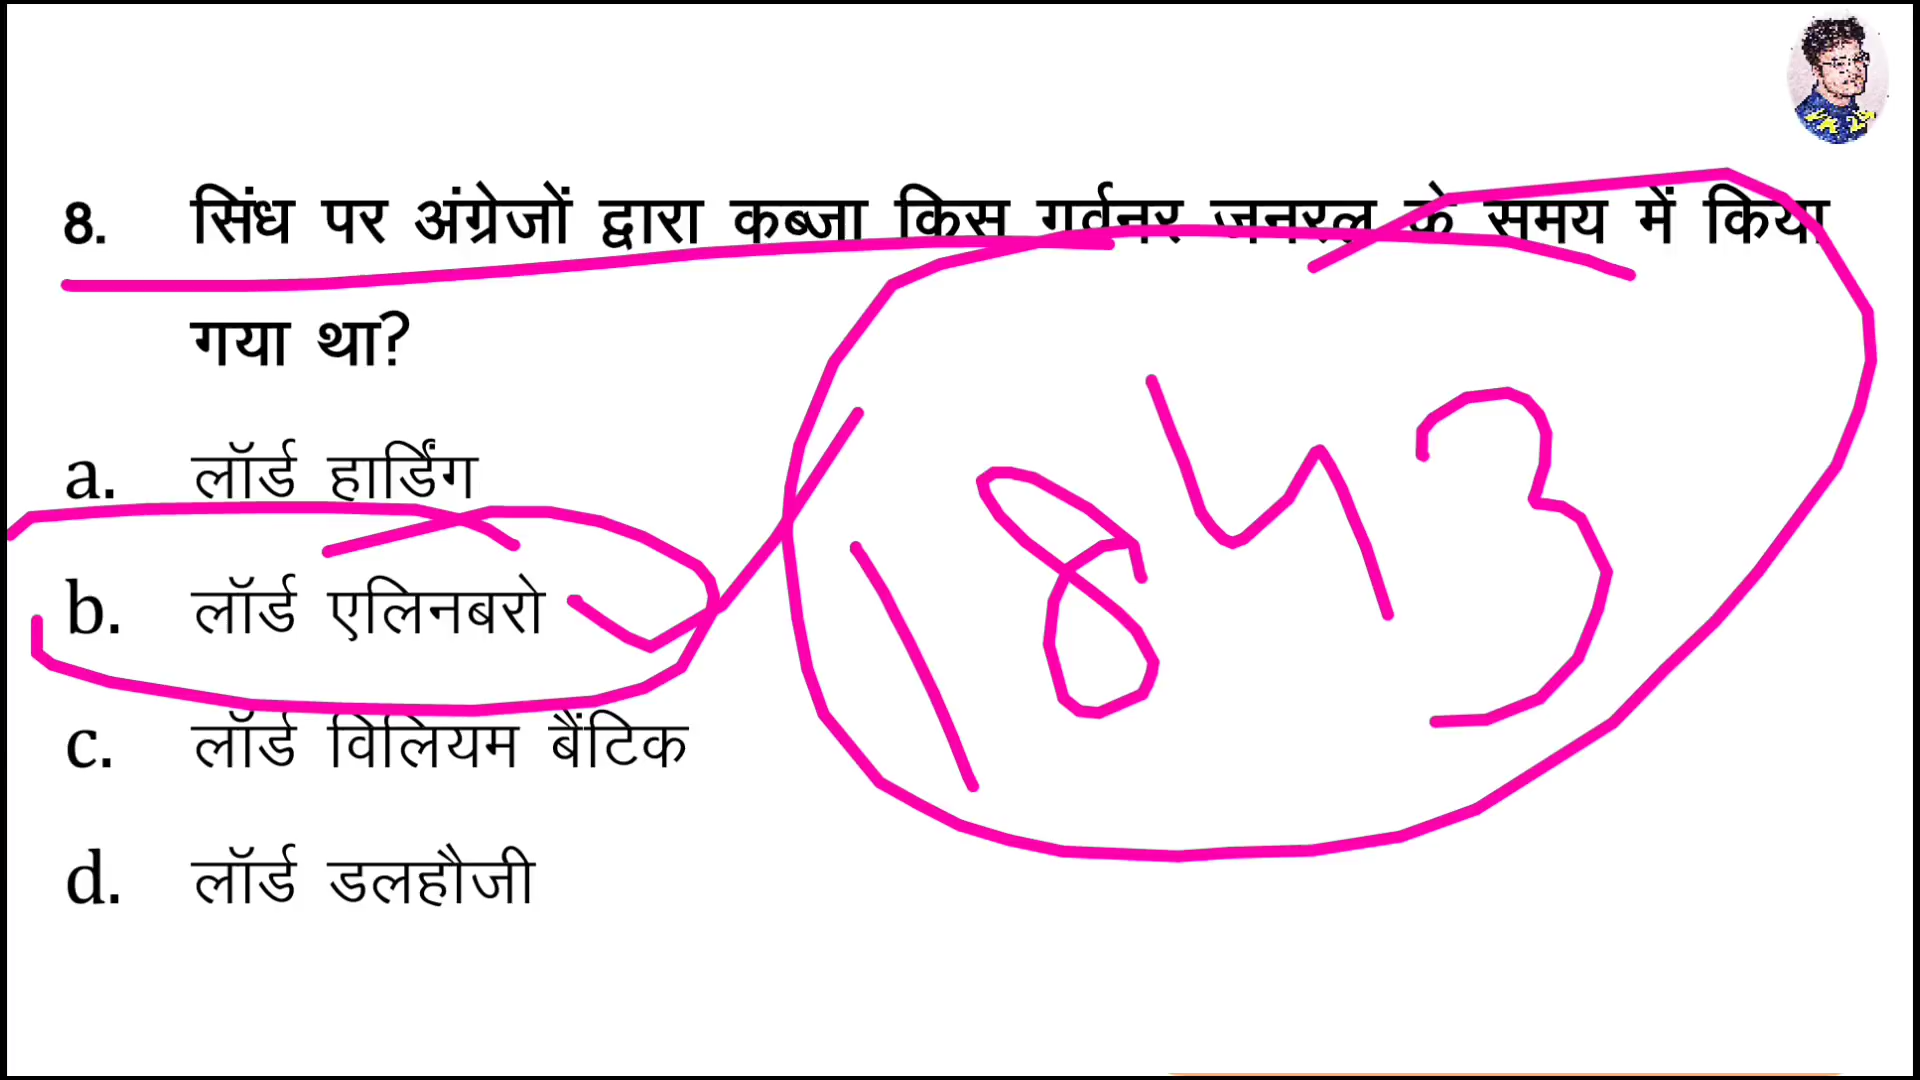 8. सिंध पर अंग्रेजों द्वारा कब्जा किस गर्वनर जनरल के समय में किया
गया था?
a. लॉर्ड हार्डिंग
b. लॉर्ड एलिनबरो
1843
c. लॉर्ड विलियम बैंटिक
d. लॉर्ड डलहौजी